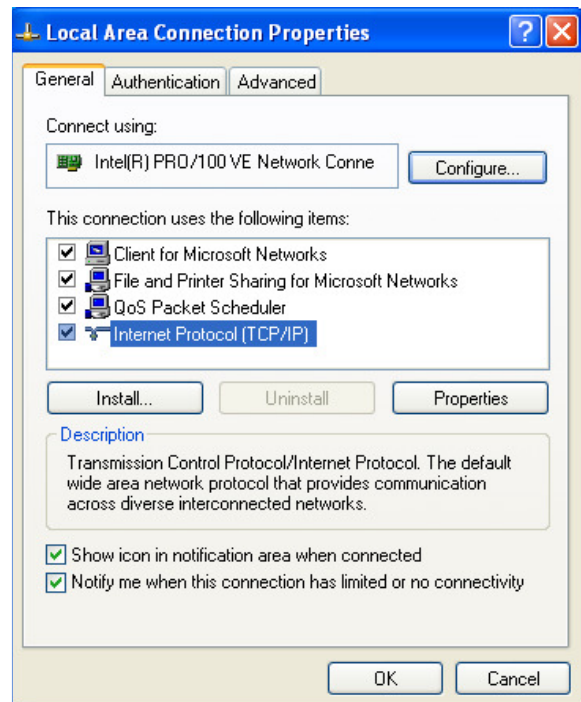 Local Area Connection Properties
General Authentication Advanced
Connect using:
Intel(R) PRO/100 VE Network Conne
Configure...
This connection uses the following items:
Client for Microsoft Networks
File and Printer Sharing for Microsoft Networks
QoS Packet Scheduler
Internet Protocol (TCP/IP)
Install... Uninstall Properties
Description
Transmission Control Protocol/Internet Protocol. The default
wide area network protocol that provides communication
across diverse interconnected networks.
Show icon in notification area when connected
Notify me when this connection has limited or no connectivity
OK Cancel